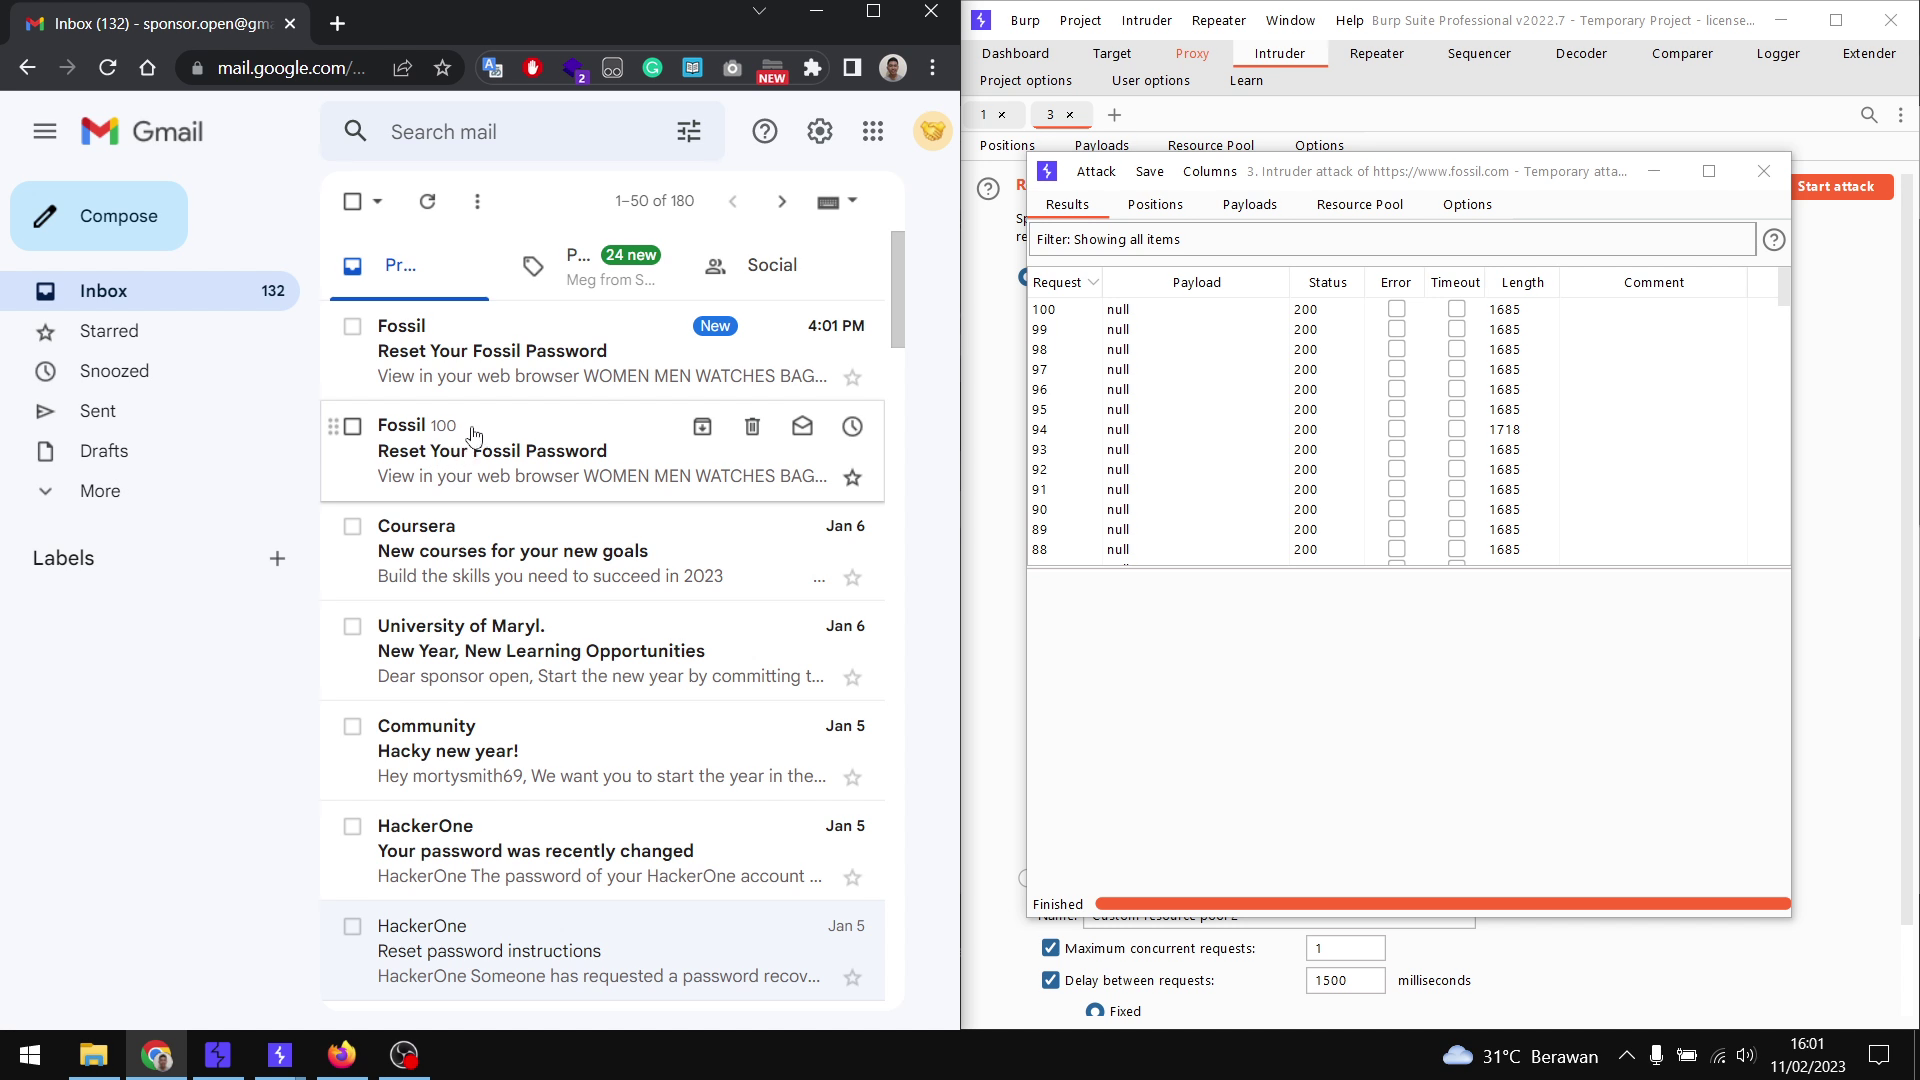 Inbox (132) - sponsor.open@gma
mail.google.com/...
2
NEW
Gmail
Search mail
Compose
1–50 of 180
Inbox 132
Starred
Snoozed
Sent
Drafts
More
Labels
Pr...
P... 24 new
Meg from S...
Social
Fossil New 4:01 PM
Reset Your Fossil Password
View in your web browser WOMEN MEN WATCHES BAG...
Fossil 100
Reset Your Fossil Password
View in your web browser WOMEN MEN WATCHES BAG...
Coursera Jan 6
New courses for your new goals
Build the skills you need to succeed in 2023 ...
University of Maryl. Jan 6
New Year, New Learning Opportunities
Dear sponsor open, Start the new year by committing t...
Community Jan 5
Hacky new year!
Hey mortysmith69, We want you to start the year in the...
HackerOne Jan 5
Your password was recently changed
HackerOne The password of your HackerOne account ...
HackerOne Jan 5
Reset password instructions
HackerOne Someone has requested a password recov...
Burp Project Intruder Repeater Window Help Burp Suite Professional v2022.7 - Temporary Project - license...
Dashboard Target Proxy Intruder Repeater Sequencer Decoder Comparer Logger Extender
Project options User options Learn
1 × 3 ×
Positions Payloads Resource Pool Options
Start attack
Attack Save Columns 3. Intruder attack of https://www.fossil.com - Temporary atta...
Results Positions Payloads Resource Pool Options
Filter: Showing all items
Request Payload Status Error Timeout Length Comment
100 null 200 1685
99 null 200 1685
98 null 200 1685
97 null 200 1685
96 null 200 1685
95 null 200 1685
94 null 200 1718
93 null 200 1685
92 null 200 1685
91 null 200 1685
90 null 200 1685
89 null 200 1685
88 null 200 1685
Finished
Maximum concurrent requests: 1
Delay between requests: 1500 milliseconds
Fixed
31°C Berawan
16:01
11/02/2023